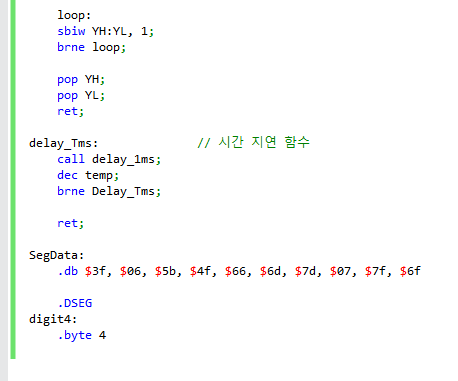 loop:
sbiw YH:YL, 1;
brne loop;
pop YH;
pop YL;
ret;
delay_Tms: // 시간 지연 함수
call delay_1ms;
dec temp;
brne Delay_Tms;
ret;
SegData:
.db $3f, $06, $5b, $4f, $66, $6d, $7d, $07, $7f, $6f
.DSEG
digit4:
.byte 4